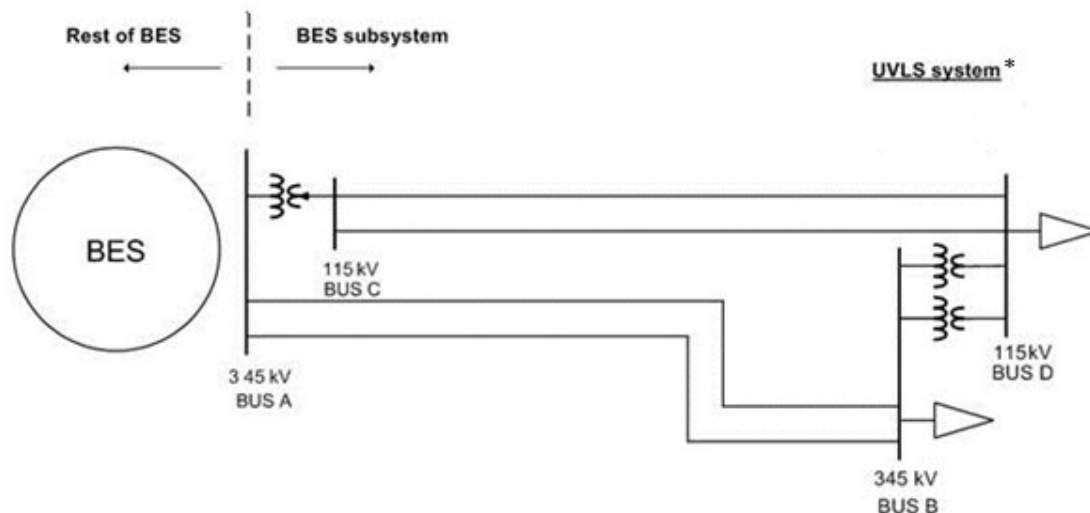 Rest of BES
BES subsystem
UVLS system*
BES
115 kV
BUS C
3 45 kV
BUS A
115kV
BUS D
345 kV
BUS B